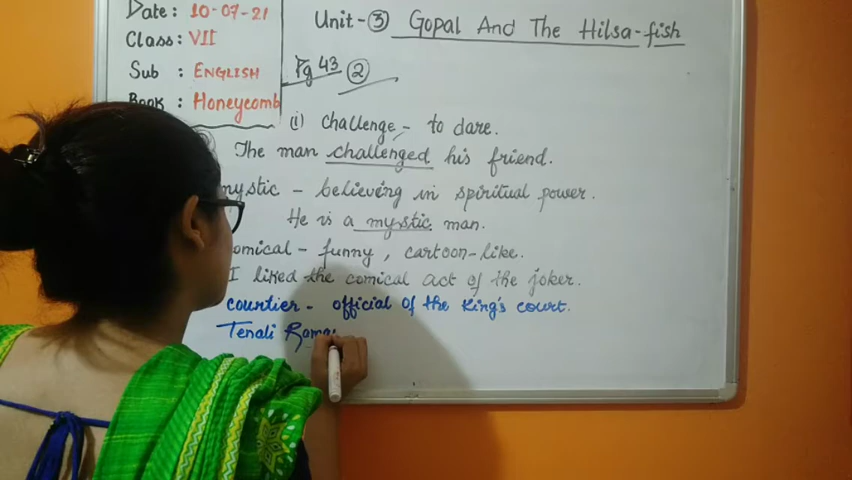 Date: 10-07-21
Class: VII
Sub : ENGLISH
Book : Honeycomb
Unit-③ Gopal And The Hilsa-fish
Pg 43 ②
(i) Challenge - to dare.
The man challenged his friend.
mystic - believing in spiritual power.
He is a mystic man.
omical - funny, cartoon-like.
I liked the comical act of the joker.
courtier - official of the King's court.
Tenali Rama